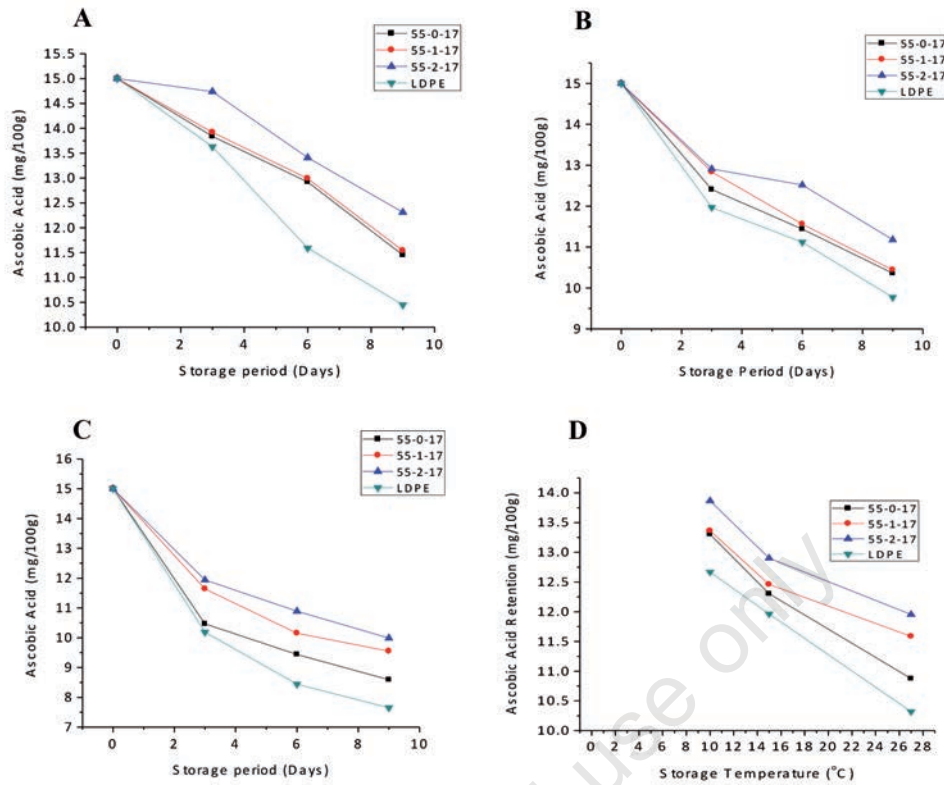 A
55-0-17
55-1-17
55-2-17
LDPE
15.5
15.0
14.5
14.0
13.5
13.0
12.5
12.0
11.5
11.0
10.5
10.0
0 2 4 6 8 10
Ascobic Acid (mg/100g)
Storage period (Days)
B
55-0-17
55-1-17
55-2-17
LDPE
16
15
14
13
12
11
10
9
0 2 4 6 8 10
Ascobic Acid (mg/100g)
Storage Period (Days)
C
55-0-17
55-1-17
55-2-17
LDPE
16
15
14
13
12
11
10
9
8
7
0 2 4 6 8 10
Ascobic Acid (mg/100g)
Storage period (Days)
D
55-0-17
55-1-17
55-2-17
LDPE
14.0
13.5
13.0
12.5
12.0
11.5
11.0
10.5
10.0
0 2 4 6 8 10 12 14 16 18 20 22 24 26 28
Ascobic Acid Retention (mg/100g)
Storage Temperature (°C)
use only